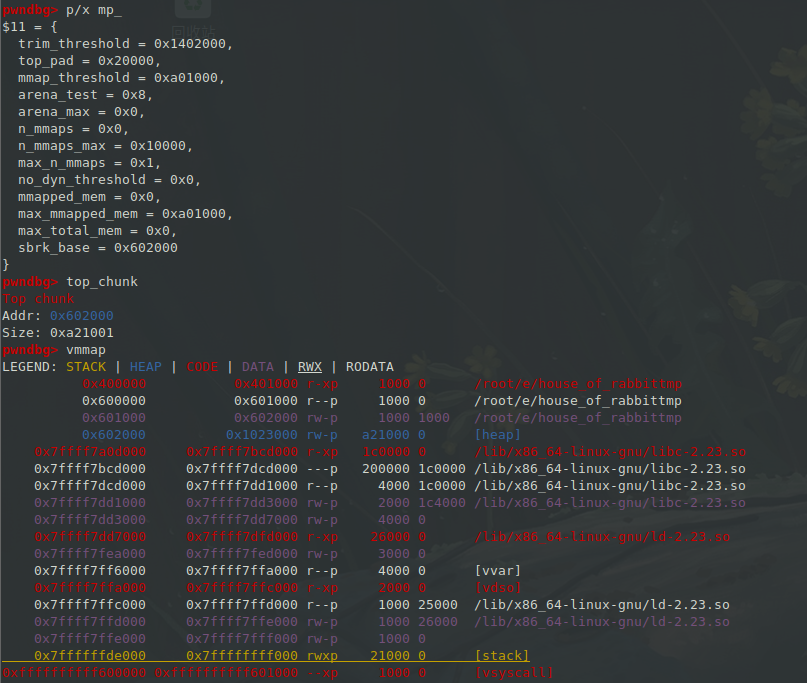 pwndbg> p/x mp_
$11 = {
  trim_threshold = 0x1402000,
  top_pad = 0x20000,
  mmap_threshold = 0xa01000,
  arena_test = 0x8,
  arena_max = 0x0,
  n_mmaps = 0x0,
  n_mmaps_max = 0x10000,
  max_n_mmaps = 0x1,
  no_dyn_threshold = 0x0,
  mmapped_mem = 0x0,
  max_mmapped_mem = 0xa01000,
  max_total_mem = 0x0,
  sbrk_base = 0x602000
}
pwndbg> top_chunk
Top chunk
Addr: 0x602000
Size: 0xa21001
pwndbg> vmmap
LEGEND: STACK | HEAP | CODE | DATA | RWX | RODATA
0x400000 0x401000 r-xp 1000 0 /root/e/house_of_rabbittmp
0x600000 0x601000 r--p 1000 0 /root/e/house_of_rabbittmp
0x601000 0x602000 rw-p 1000 1000 /root/e/house_of_rabbittmp
0x602000 0x1023000 rw-p a21000 0 [heap]
0x7ffff7a0d000 0x7ffff7bcd000 r-xp 1c0000 0 /lib/x86_64-linux-gnu/libc-2.23.so
0x7ffff7bcd000 0x7ffff7dcd000 ---p 200000 1c0000 /lib/x86_64-linux-gnu/libc-2.23.so
0x7ffff7dcd000 0x7ffff7dd1000 r--p 4000 1c0000 /lib/x86_64-linux-gnu/libc-2.23.so
0x7ffff7dd1000 0x7ffff7dd3000 rw-p 2000 1c4000 /lib/x86_64-linux-gnu/libc-2.23.so
0x7ffff7dd3000 0x7ffff7dd7000 rw-p 4000 0
0x7ffff7dd7000 0x7ffff7dfd000 r-xp 26000 0 /lib/x86_64-linux-gnu/ld-2.23.so
0x7ffff7fea000 0x7ffff7fed000 rw-p 3000 0
0x7ffff7ff6000 0x7ffff7ffa000 r--p 4000 0 [vvar]
0x7ffff7ffa000 0x7ffff7ffc000 r-xp 2000 0 [vdso]
0x7ffff7ffc000 0x7ffff7ffd000 r--p 1000 25000 /lib/x86_64-linux-gnu/ld-2.23.so
0x7ffff7ffd000 0x7ffff7ffe000 rw-p 1000 26000 /lib/x86_64-linux-gnu/ld-2.23.so
0x7ffff7ffe000 0x7ffff7fff000 rw-p 1000 0
0x7ffffffde000 0x7ffffffff000 rwxp 21000 0 [stack]
0xffffffffff600000 0xffffffffff601000 --xp 1000 0 [vsyscall]